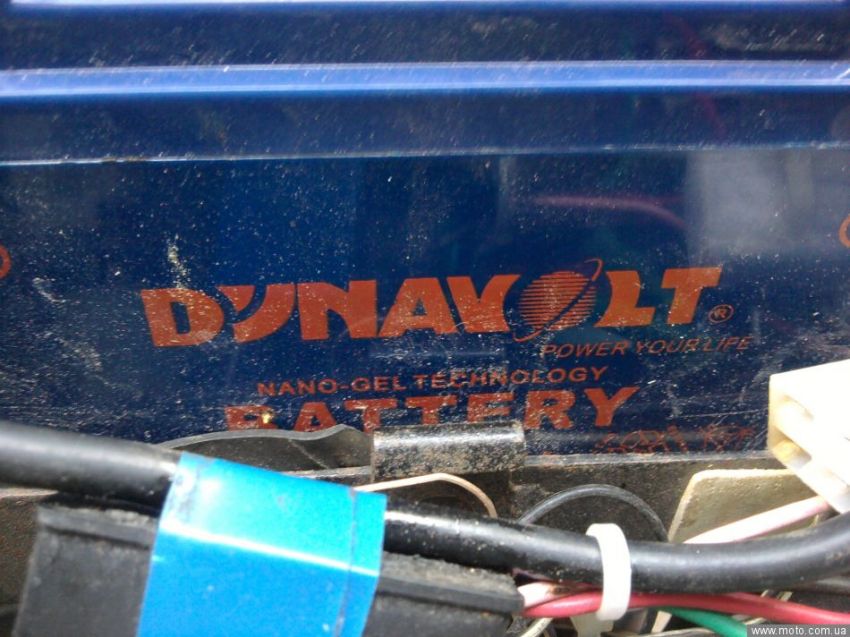 DYNAVOLT®
POWER YOUR LIFE
NANO-GEL TECHNOLOGY
BATTERY
www.moto.com.ua